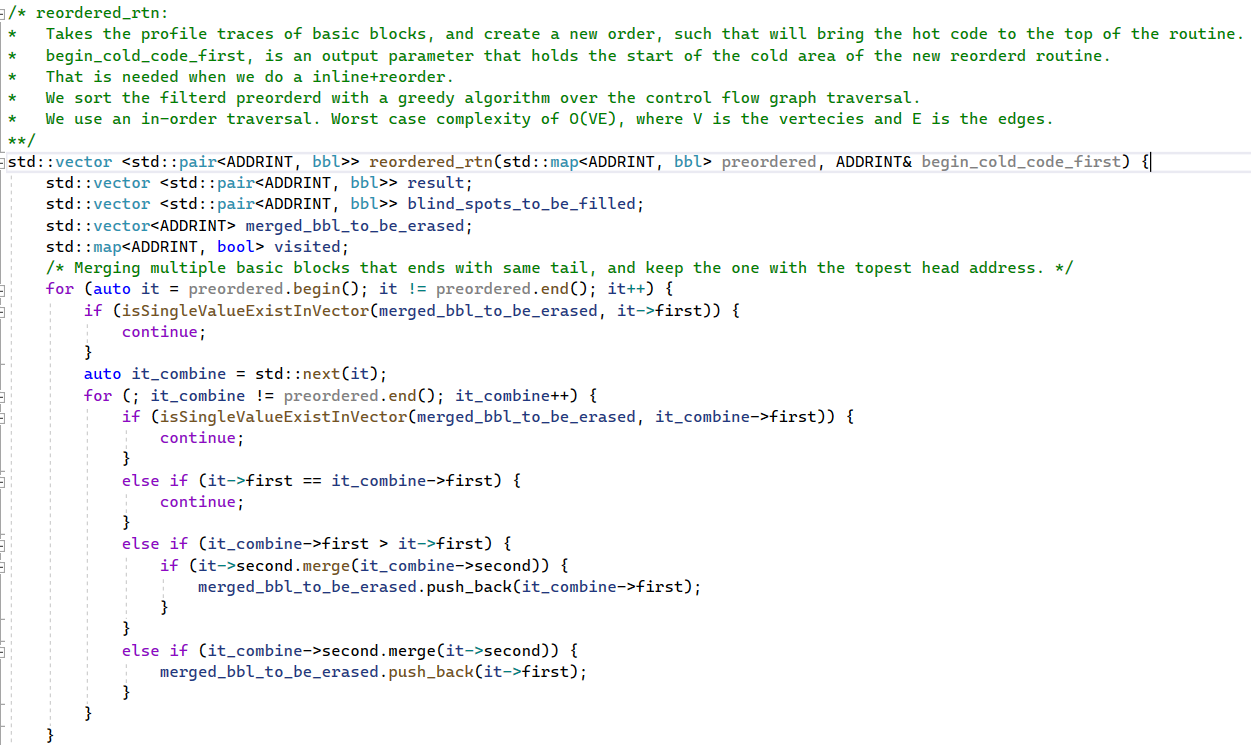 /* reordered_rtn:
*   Takes the profile traces of basic blocks, and create a new order, such that will bring the hot code to the top of the routine.
*   begin_cold_code_first, is an output parameter that holds the start of the cold area of the new reorderd routine.
*   That is needed when we do a inline+reorder.
*   We sort the filterd preorderd with a greedy algorithm over the control flow graph traversal.
*   We use an in-order traversal. Worst case complexity of O(VE), where V is the vertecies and E is the edges.
**/
std::vector <std::pair<ADDRINT, bbl>> reordered_rtn(std::map<ADDRINT, bbl> preordered, ADDRINT& begin_cold_code_first) {
    std::vector <std::pair<ADDRINT, bbl>> result;
    std::vector <std::pair<ADDRINT, bbl>> blind_spots_to_be_filled;
    std::vector<ADDRINT> merged_bbl_to_be_erased;
    std::map<ADDRINT, bool> visited;
    /* Merging multiple basic blocks that ends with same tail, and keep the one with the topest head address. */
    for (auto it = preordered.begin(); it != preordered.end(); it++) {
        if (isSingleValueExistInVector(merged_bbl_to_be_erased, it->first)) {
            continue;
        }
        auto it_combine = std::next(it);
        for (; it_combine != preordered.end(); it_combine++) {
            if (isSingleValueExistInVector(merged_bbl_to_be_erased, it_combine->first)) {
                continue;
            }
            else if (it->first == it_combine->first) {
                continue;
            }
            else if (it_combine->first > it->first) {
                if (it->second.merge(it_combine->second)) {
                    merged_bbl_to_be_erased.push_back(it_combine->first);
                }
            }
            else if (it_combine->second.merge(it->second)) {
                merged_bbl_to_be_erased.push_back(it->first);
            }
        }
    }